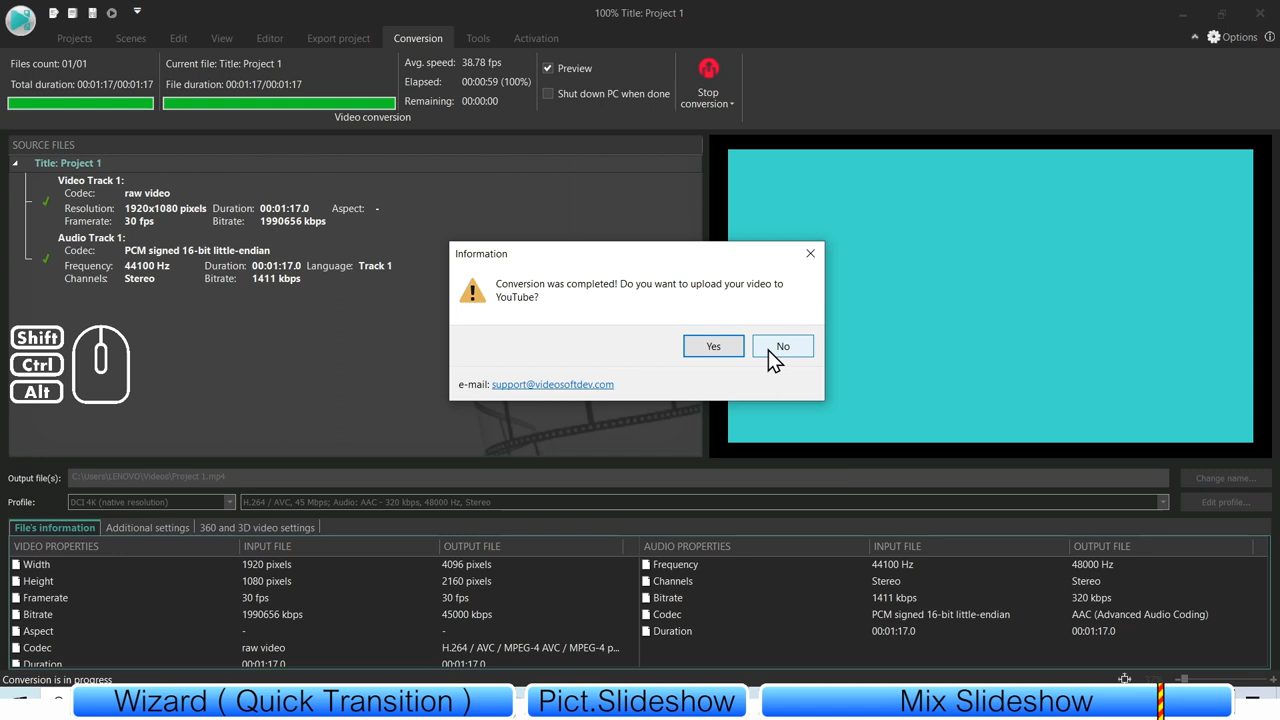 100% Title: Project 1
Projects
Scenes
Edit
View
Editor
Export project
Conversion
Tools
Activation
Options
Files count: 01/01
Total duration: 00:01:17/00:01:17
Current file: Title: Project 1
File duration: 00:01:17/00:01:17
Avg. speed: 38.78 fps
Elapsed: 00:00:59 (100%)
Remaining: 00:00:00
Preview
Shut down PC when done
Stop
conversion
Video conversion
SOURCE FILES
Title: Project 1
Video Track 1:
Codec: raw video
Resolution: 1920x1080 pixels Duration: 00:01:17.0 Aspect: -
Framerate: 30 fps Bitrate: 1990656 kbps
Audio Track 1:
Codec: PCM signed 16-bit little-endian
Frequency: 44100 Hz Duration: 00:01:17.0 Language: Track 1
Channels: Stereo Bitrate: 1411 kbps
Shift
Ctrl
Alt
Information
Conversion was completed! Do you want to upload your video to
YouTube?
Yes
No
e-mail: support@videosoftdev.com
Output file(s): C:\Users\LENOVO\Videos\Project 1.mp4 Change name...
Profile: DCI 4K (native resolution) H.264 / AVC, 45 Mbps; Audio: AAC - 320 kbps, 48000 Hz, Stereo Edit profile...
File's information Additional settings 360 and 3D video settings
VIDEO PROPERTIES INPUT FILE OUTPUT FILE
Width 1920 pixels 4096 pixels
Height 1080 pixels 2160 pixels
Framerate 30 fps 30 fps
Bitrate 1990656 kbps 45000 kbps
Aspect - -
Codec raw video H.264 / AVC / MPEG-4 AVC / MPEG-4 p...
Duration 00:01:17.0 00:01:17.0
AUDIO PROPERTIES INPUT FILE OUTPUT FILE
Frequency 44100 Hz 48000 Hz
Channels Stereo Stereo
Bitrate 1411 kbps 320 kbps
Codec PCM signed 16-bit little-endian AAC (Advanced Audio Coding)
Duration 00:01:17.0 00:01:17.0
Conversion is in progress
Wizard ( Quick Transition )
Pict.Slideshow
Mix Slideshow